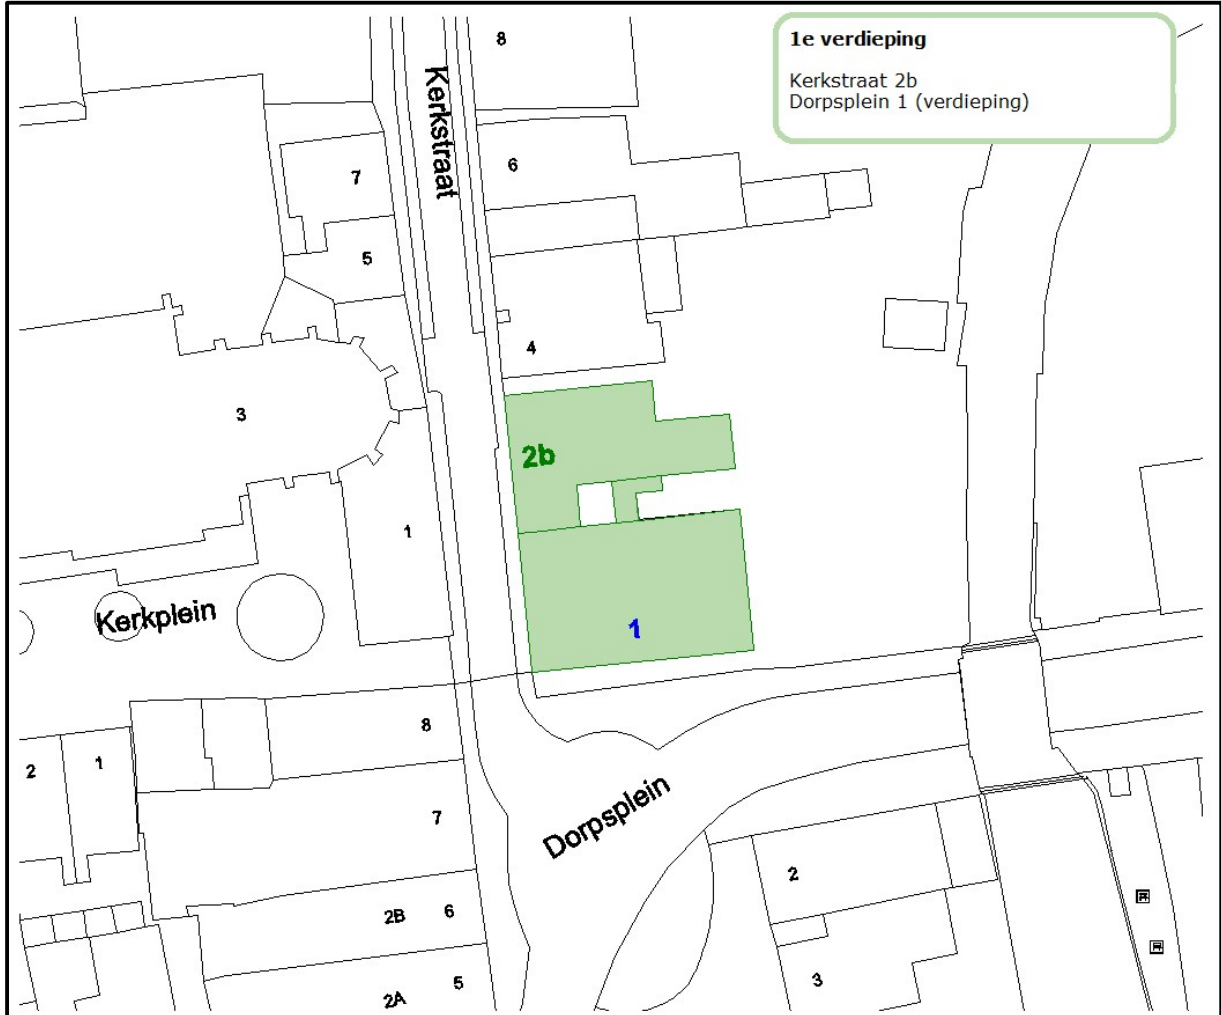 1e verdieping
Kerkstraat 2b
Dorpsplein 1 (verdieping)
8
Kerkstraat
6
7
5
4
3
2b
1
1
Kerkplein
8
2
1
7
Dorpsplein
2
2B
6
5
3
2A